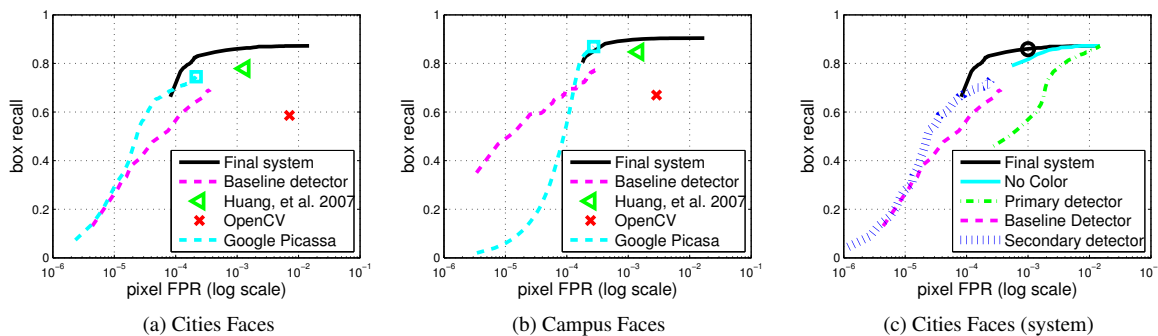 1
0.8
0.6
0.4
0.2
0
10^-6
10^-5
10^-4
10^-3
10^-2
10^-1
box recall
pixel FPR (log scale)
Final system
Baseline detector
Huang, et al. 2007
OpenCV
Google Picassa
(a) Cities Faces
1
0.8
0.6
0.4
0.2
0
10^-6
10^-5
10^-4
10^-3
10^-2
10^-1
box recall
pixel FPR (log scale)
Final system
Baseline detector
Huang, et al. 2007
OpenCV
Google Picasa
(b) Campus Faces
1
0.8
0.6
0.4
0.2
0
10^-6
10^-5
10^-4
10^-3
10^-2
10^-1
box recall
pixel FPR (log scale)
Final system
No Color
Primary detector
Baseline Detector
Secondary detector
(c) Cities Faces (system)